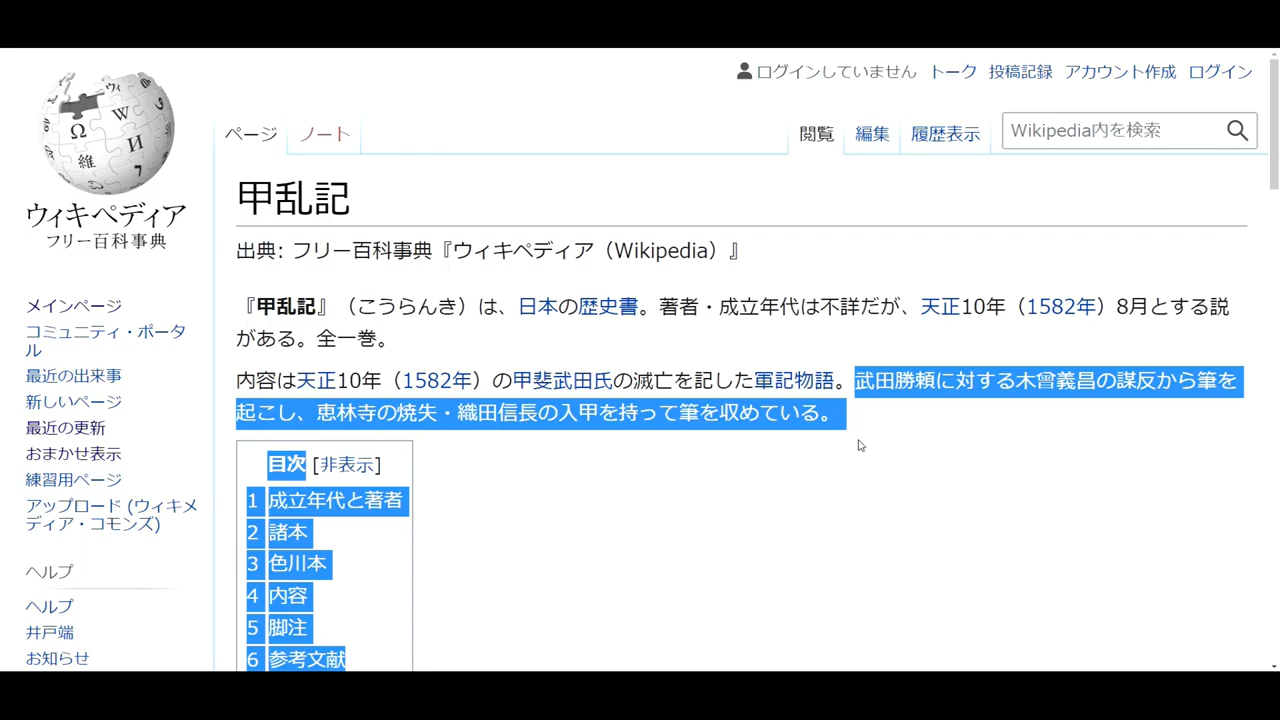 ログインしていません トーク 投稿記録 アカウント作成 ログイン
ページ ノート 閲覧 編集 履歴表示 Wikipedia内を検索
ウィキペディア
フリー百科事典
メインページ
コミュニティ・ポータ
ル
最近の出来事
新しいページ
最近の更新
おまかせ表示
練習用ページ
アップロード (ウィキメ
ディア・コモンズ)
ヘルプ
ヘルプ
井戸端
お知らせ
甲乱記
出典: フリー百科事典『ウィキペディア（Wikipedia）』
『甲乱記』（こうらんき）は、日本の歴史書。著者・成立年代は不詳だが、天正10年（1582年）8月とする説
がある。全一巻。
内容は天正10年（1582年）の甲斐武田氏の滅亡を記した軍記物語。武田勝頼に対する木曾義昌の謀反から筆を
起こし、恵林寺の焼失・織田信長の入甲を持って筆を収めている。
目次 [非表示]
1 成立年代と著者
2 諸本
3 色川本
4 内容
5 脚注
6 参考文献